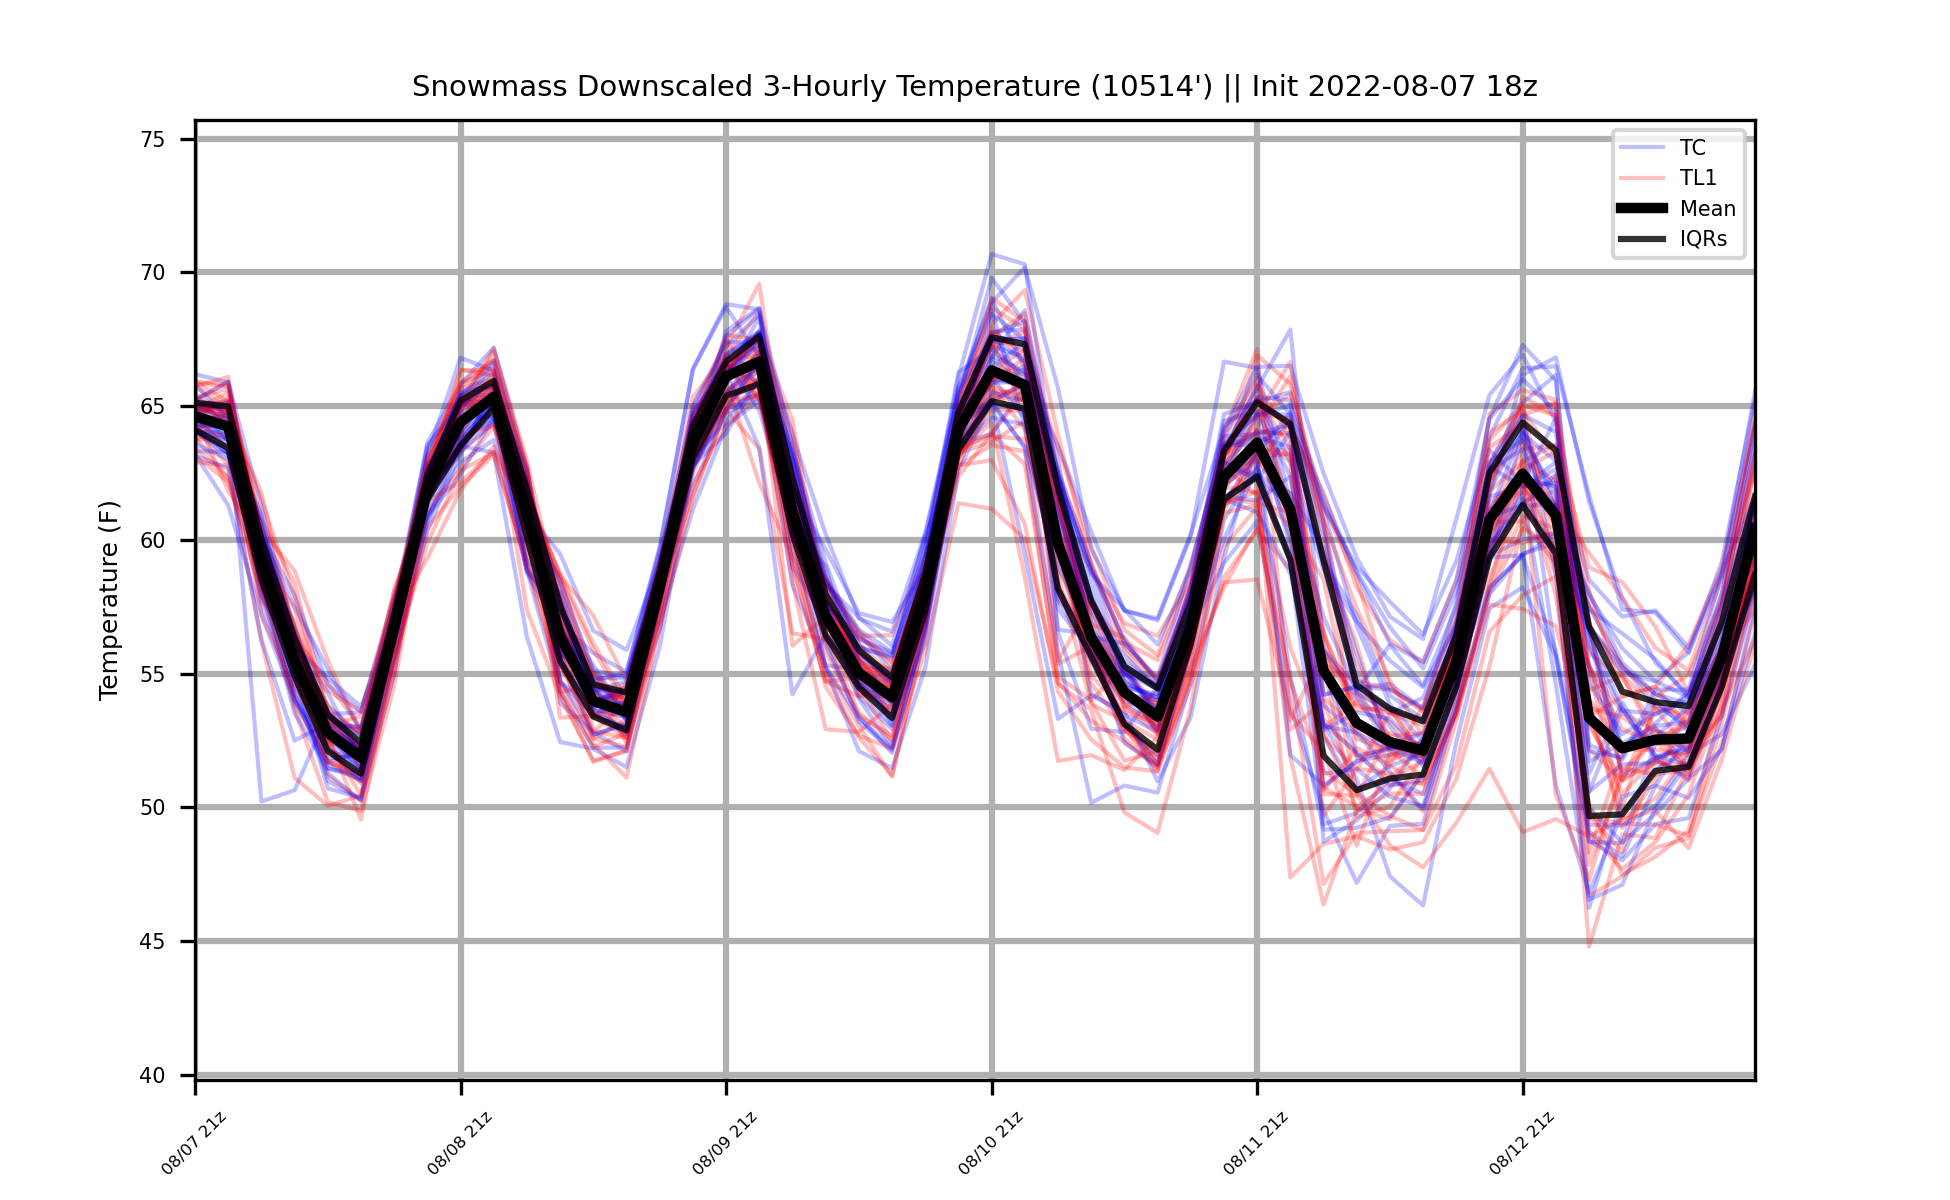 Snowmass Downscaled 3-Hourly Temperature (10514') || Init 2022-08-07 18z
75
70
65
60
55
50
45
40
Temperature (F)
TC
TL1
Mean
IQRs
08/07 21z
08/08 21z
08/09 21z
08/10 21z
08/11 21z
08/12 21z